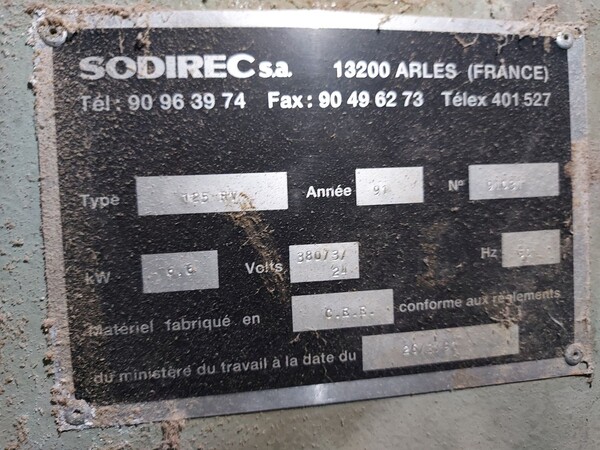 SODIREC s.a. 13200 ARLES (FRANCE)
Tél : 90 96 39 74 Fax : 90 49 62 73 Télex 401 527
Type Année 91 N°
kW Volts 380/3/ Hz
24
Matériel fabriqué en conforme aux règlements
du ministère du travail à la date du